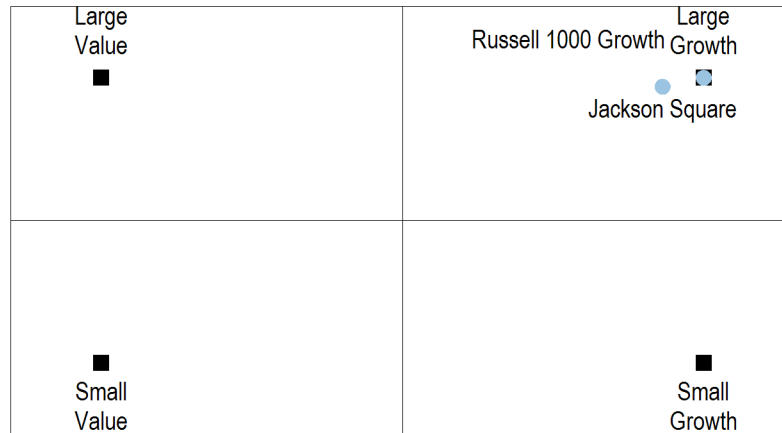 Large
Value
Russell 1000 Growth
Large
Growth
Jackson Square
Small
Value
Small
Growth